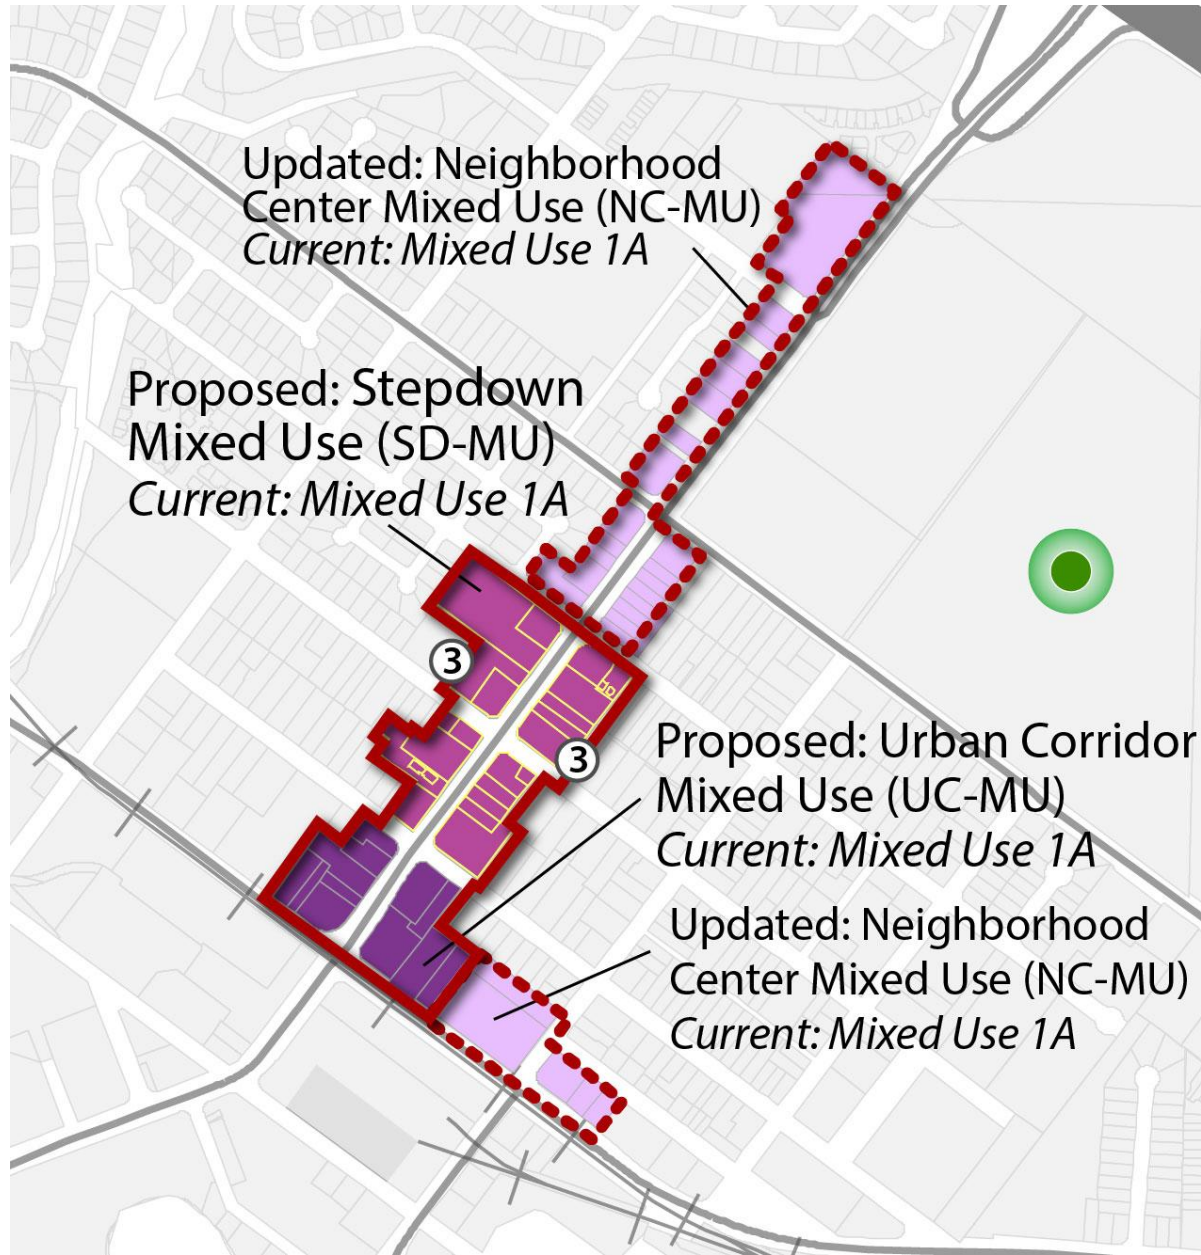 Updated: Neighborhood
Center Mixed Use (NC-MU)
Current: Mixed Use 1A
Proposed: Stepdown
Mixed Use (SD-MU)
Current: Mixed Use 1A
3
3
Proposed: Urban Corridor
Mixed Use (UC-MU)
Current: Mixed Use 1A
Updated: Neighborhood
Center Mixed Use (NC-MU)
Current: Mixed Use 1A